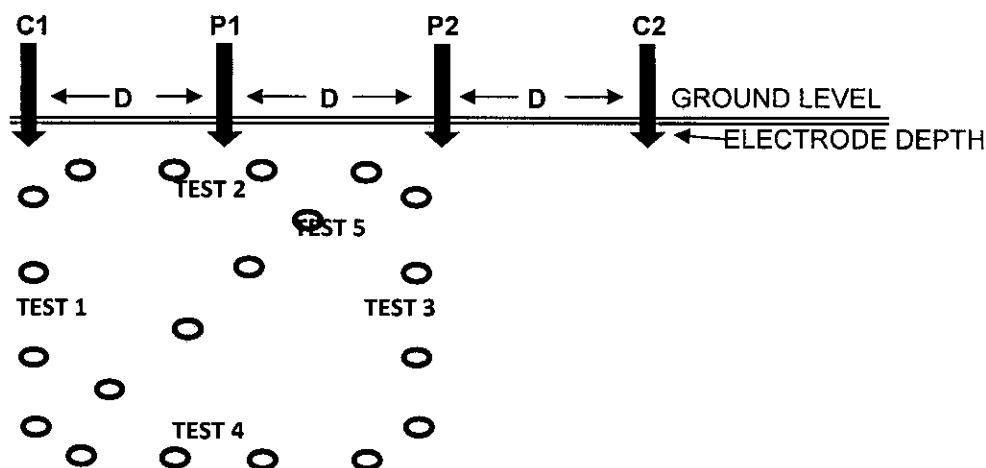 C1 P1 P2 C2
D D D
GROUND LEVEL
ELECTRODE DEPTH
TEST 2
TEST 5
TEST 1
TEST 3
TEST 4